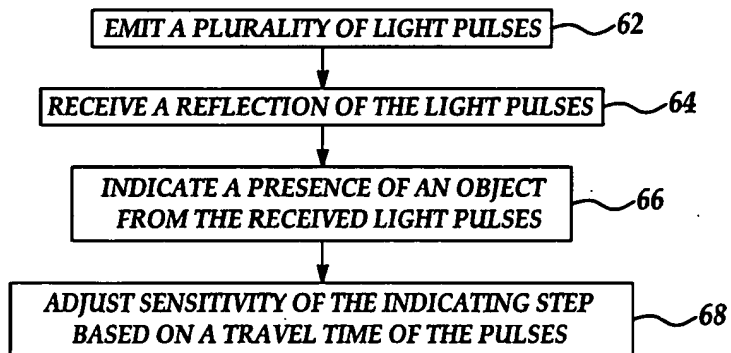 EMIT A PLURALITY OF LIGHT PULSES
62
RECEIVE A REFLECTION OF THE LIGHT PULSES
64
INDICATE A PRESENCE OF AN OBJECT
FROM THE RECEIVED LIGHT PULSES
66
ADJUST SENSITIVITY OF THE INDICATING STEP
BASED ON A TRAVEL TIME OF THE PULSES
68